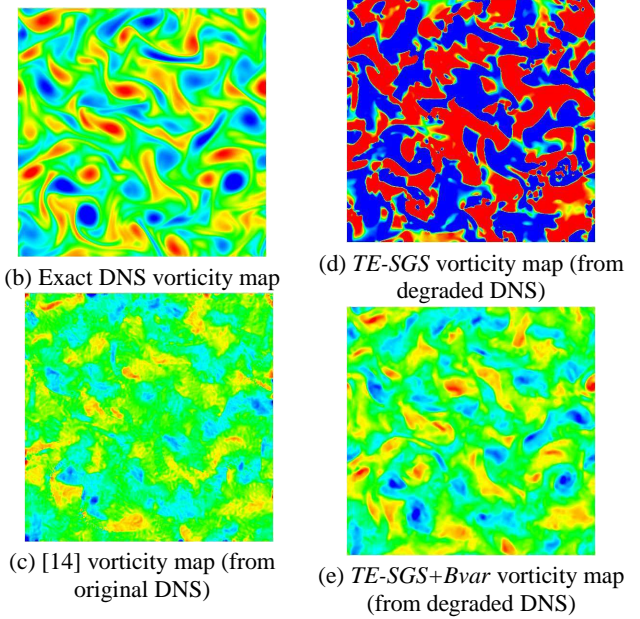 (b) Exact DNS vorticity map
(d) TE-SGS vorticity map (from
degraded DNS)
(c) [14] vorticity map (from
original DNS)
(e) TE-SGS+Bvar vorticity map
(from degraded DNS)